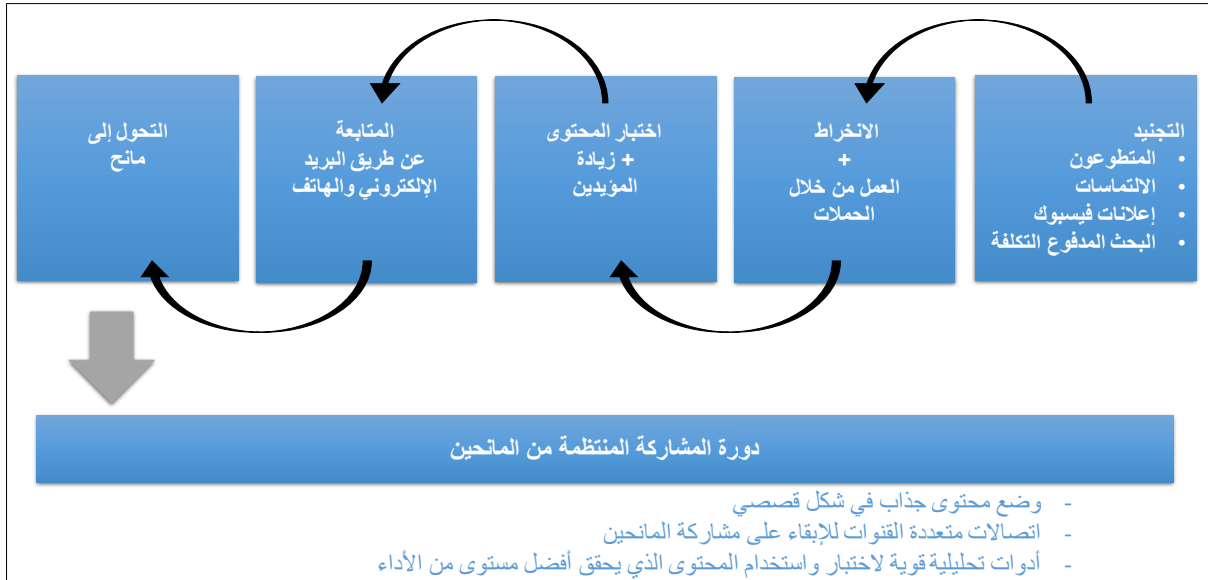 التجنيد
• المتطوعون
• الالتماسات
• إعلانات فيسبوك
• البحث المدفوع التكلفة
الانخراط
+
العمل من خلال
الحملات
اختبار المحتوى
+ زيادة
المؤيدين
المتابعة
عن طريق البريد
الإلكتروني والهاتف
التحول إلى
مانح
دورة المشاركة المنتظمة من المانحين
- وضع محتوى جذاب في شكل قصصي
- اتصالات متعددة القنوات للإبقاء على مشاركة المانحين
- أدوات تحليلية قوية لاختبار واستخدام المحتوى الذي يحقق أفضل مستوى من الأداء